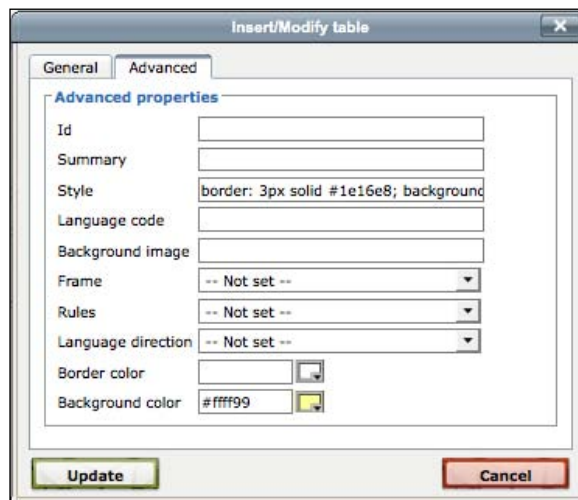 Insert/Modify table
General Advanced
Advanced properties
Id
Summary
Style border: 3px solid #1e16e8; background
Language code
Background image
Frame -- Not set --
Rules -- Not set --
Language direction -- Not set --
Border color
Background color #ffff99
Update Cancel